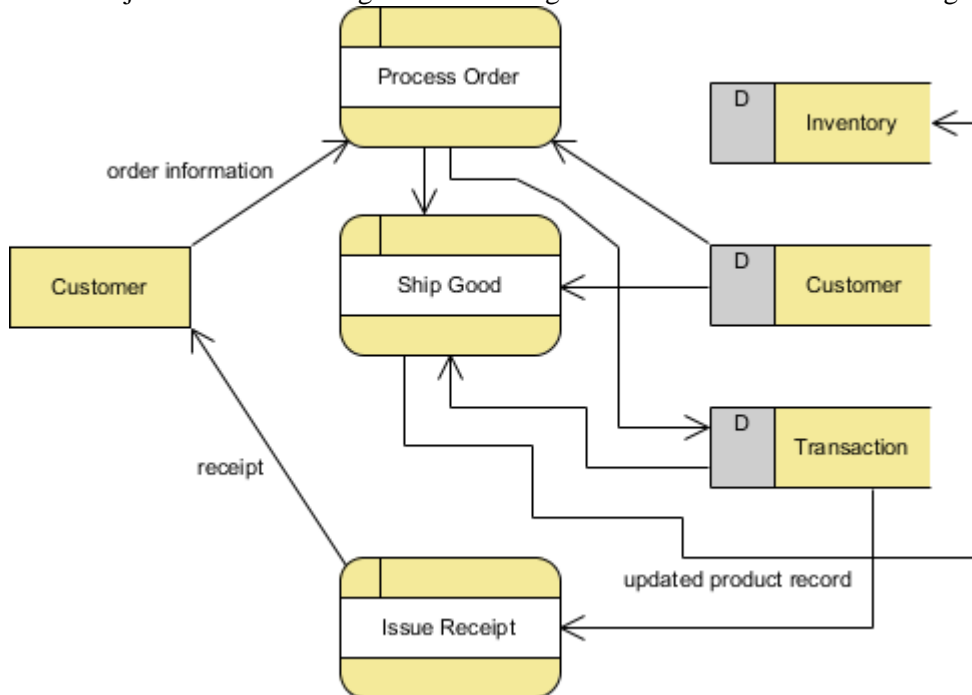 Process Order
D
Inventory
order information
D
Customer
Ship Good
Customer
D
Transaction
receipt
updated product record
Issue Receipt